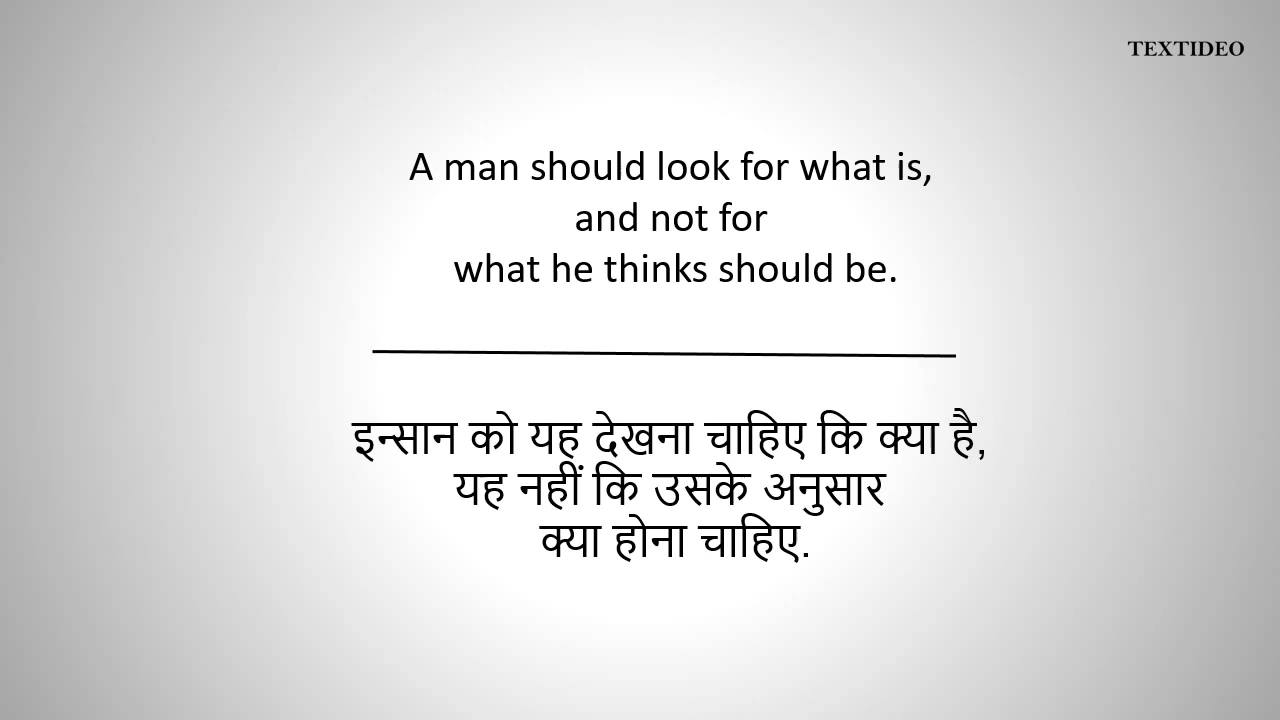 TEXTIDEO
A man should look for what is,
and not for
what he thinks should be.
इन्सान को यह देखना चाहिए कि क्या है,
यह नहीं कि उसके अनुसार
क्या होना चाहिए.